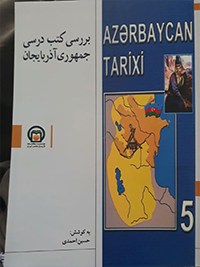 بررسی کتب درسی
جمهوری آذربایجان
به کوشش:
حسین احمدی
AZƏRBAYCAN
TARİXİ
5